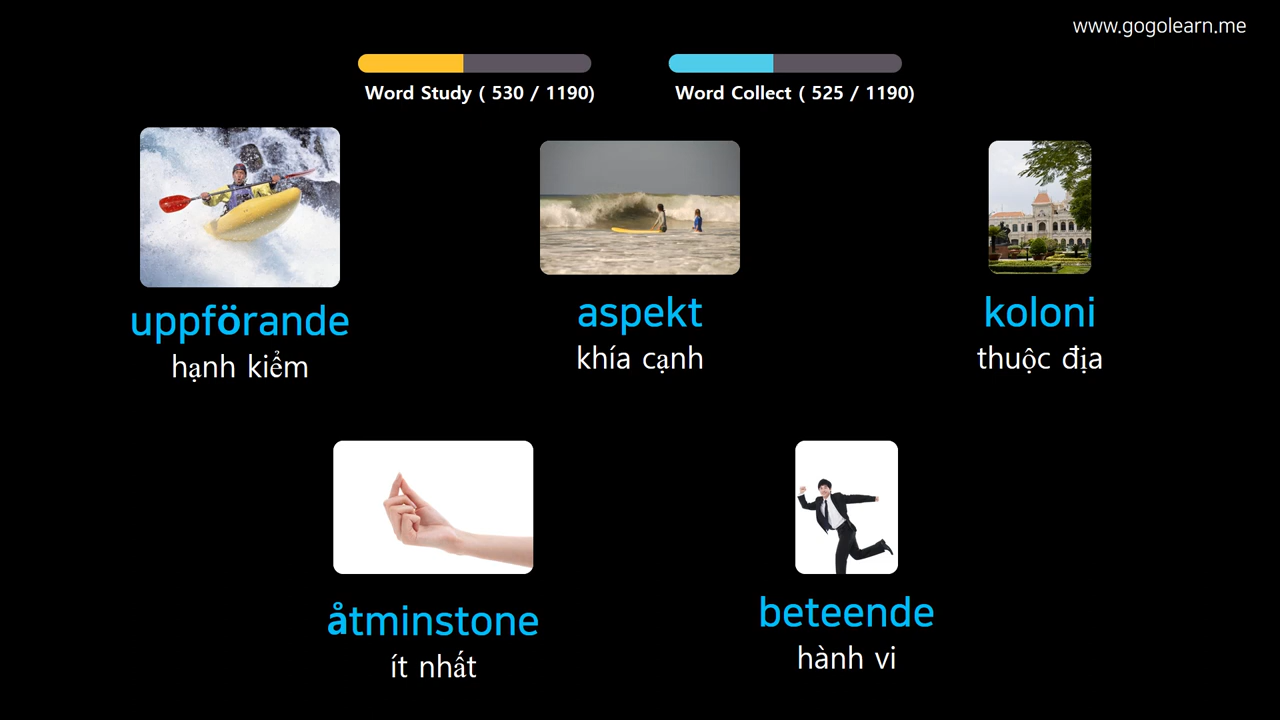 www.gogolearn.me
Word Study ( 530 / 1190)
Word Collect ( 525 / 1190)
uppförande
hạnh kiểm
aspekt
khía cạnh
koloni
thuộc địa
åtminstone
ít nhất
beteende
hành vi